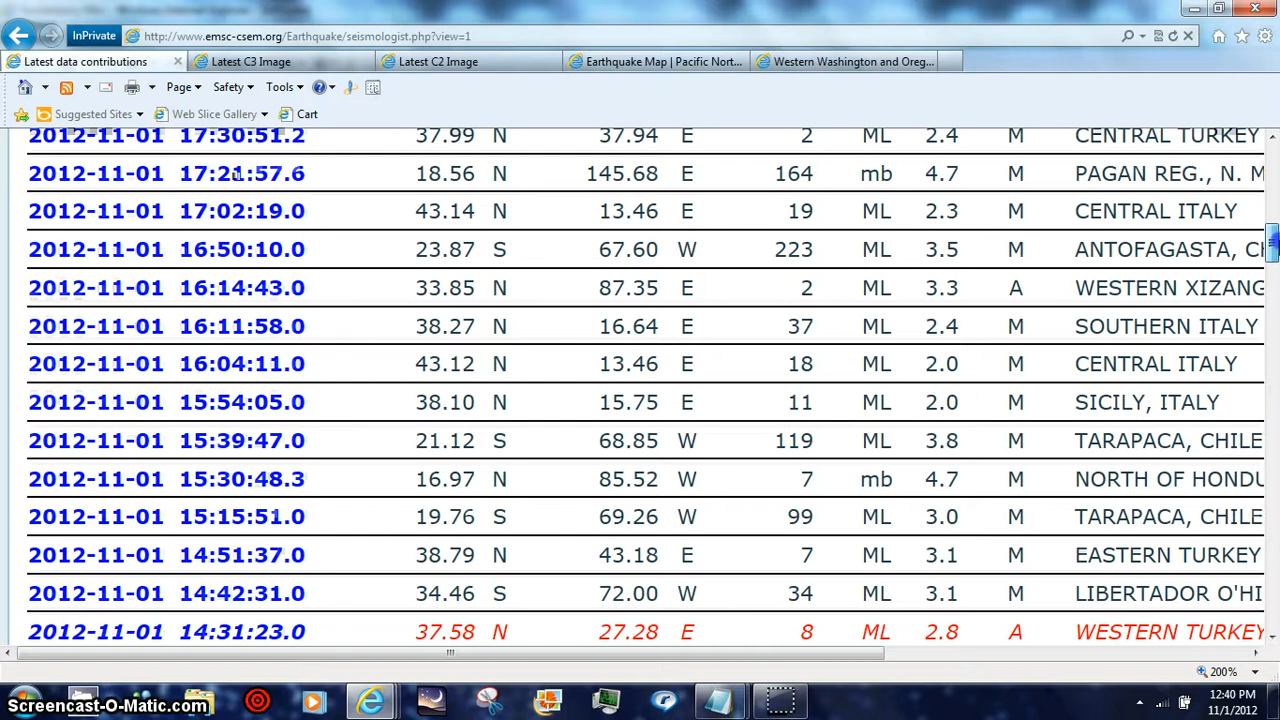 InPrivate http://www.emsc-csem.org/Earthquake/seismologist.php?view=1
Latest data contributions Latest C3 Image Latest C2 Image Earthquake Map | Pacific Nort... Western Washington and Oreg...
Page Safety Tools
Suggested Sites Web Slice Gallery Cart
2012-11-01 17:30:51.2 37.99 N 37.94 E 2 ML 2.4 M CENTRAL TURKEY
2012-11-01 17:21:57.6 18.56 N 145.68 E 164 mb 4.7 M PAGAN REG., N. M
2012-11-01 17:02:19.0 43.14 N 13.46 E 19 ML 2.3 M CENTRAL ITALY
2012-11-01 16:50:10.0 23.87 S 67.60 W 223 ML 3.5 M ANTOFAGASTA, CH
2012-11-01 16:14:43.0 33.85 N 87.35 E 2 ML 3.3 A WESTERN XIZANG
2012-11-01 16:11:58.0 38.27 N 16.64 E 37 ML 2.4 M SOUTHERN ITALY
2012-11-01 16:04:11.0 43.12 N 13.46 E 18 ML 2.0 M CENTRAL ITALY
2012-11-01 15:54:05.0 38.10 N 15.75 E 11 ML 2.0 M SICILY, ITALY
2012-11-01 15:39:47.0 21.12 S 68.85 W 119 ML 3.8 M TARAPACA, CHILE
2012-11-01 15:30:48.3 16.97 N 85.52 W 7 mb 4.7 M NORTH OF HONDU
2012-11-01 15:15:51.0 19.76 S 69.26 W 99 ML 3.0 M TARAPACA, CHILE
2012-11-01 14:51:37.0 38.79 N 43.18 E 7 ML 3.1 M EASTERN TURKEY
2012-11-01 14:42:31.0 34.46 S 72.00 W 34 ML 3.1 M LIBERTADOR O'HI
2012-11-01 14:31:23.0 37.58 N 27.28 E 8 ML 2.8 A WESTERN TURKEY
200%
Screencast-O-Matic.com
12:40 PM
11/1/2012